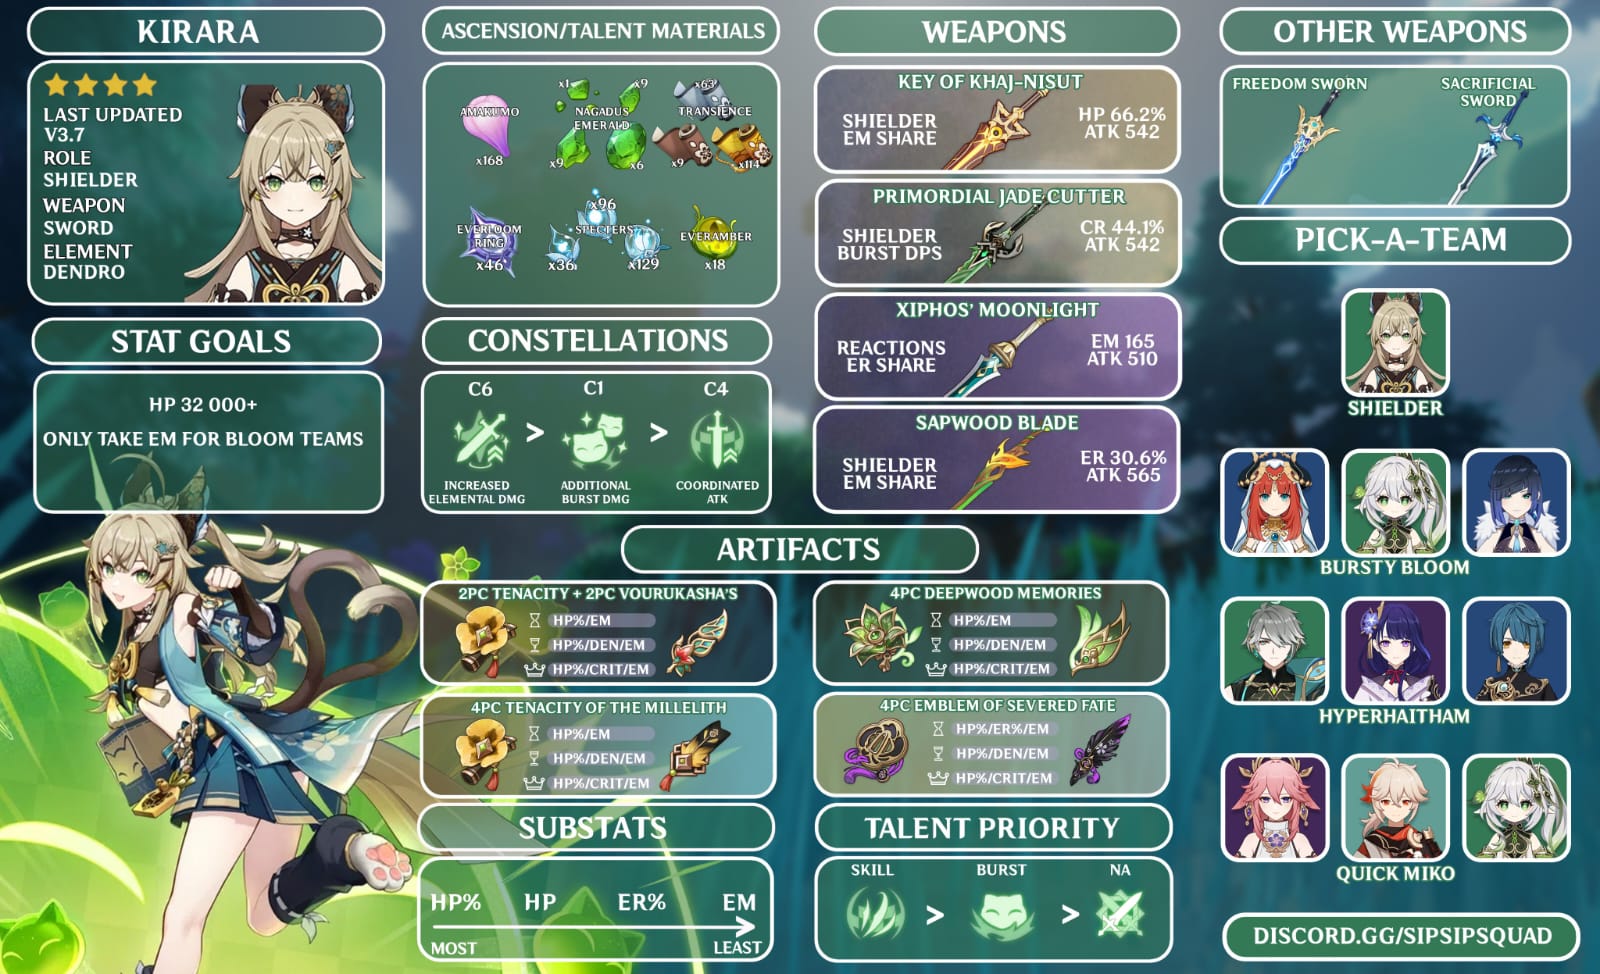 KIRARA
LAST UPDATED
V3.7
ROLE
SHIELDER
WEAPON
SWORD
ELEMENT
DENDRO
STAT GOALS
HP 32 000+
ONLY TAKE EM FOR BLOOM TEAMS
ASCENSION/TALENT MATERIALS
AMAKUMO
x168
x1
x9
NAGADUS
EMERALD
x9
x6
x63
TRANSIENCE
x9
x114
EVERLOOM
RING
x46
x96
SPECTERS
x36
x129
EVERAMBER
x18
CONSTELLATIONS
C6 > C1 > C4
INCREASED
ELEMENTAL DMG
ADDITIONAL
BURST DMG
COORDINATED
ATK
WEAPONS
KEY OF KHAJ-NISUT
SHIELDER
EM SHARE
HP 66.2%
ATK 542
PRIMORDIAL JADE CUTTER
SHIELDER
BURST DPS
CR 44.1%
ATK 542
XIPHOS' MOONLIGHT
REACTIONS
ER SHARE
EM 165
ATK 510
SAPWOOD BLADE
SHIELDER
EM SHARE
ER 30.6%
ATK 565
OTHER WEAPONS
FREEDOM SWORN
SACRIFICIAL
SWORD
PICK-A-TEAM
SHIELDER
BURSTY BLOOM
HYPERHAITHAM
QUICK MIKO
ARTIFACTS
2PC TENACITY + 2PC VOURUKASHA'S
HP%/EM
HP%/DEN/EM
HP%/CRIT/EM
4PC DEEPWOOD MEMORIES
HP%/EM
HP%/DEN/EM
HP%/CRIT/EM
4PC TENACITY OF THE MILLELITH
HP%/EM
HP%/DEN/EM
HP%/CRIT/EM
4PC EMBLEM OF SEVERED FATE
HP%/ER%/EM
HP%/DEN/EM
HP%/CRIT/EM
SUBSTATS
HP% HP ER% EM
MOST LEAST
TALENT PRIORITY
SKILL > BURST > NA
DISCORD.GG/SIPSIPSQUAD